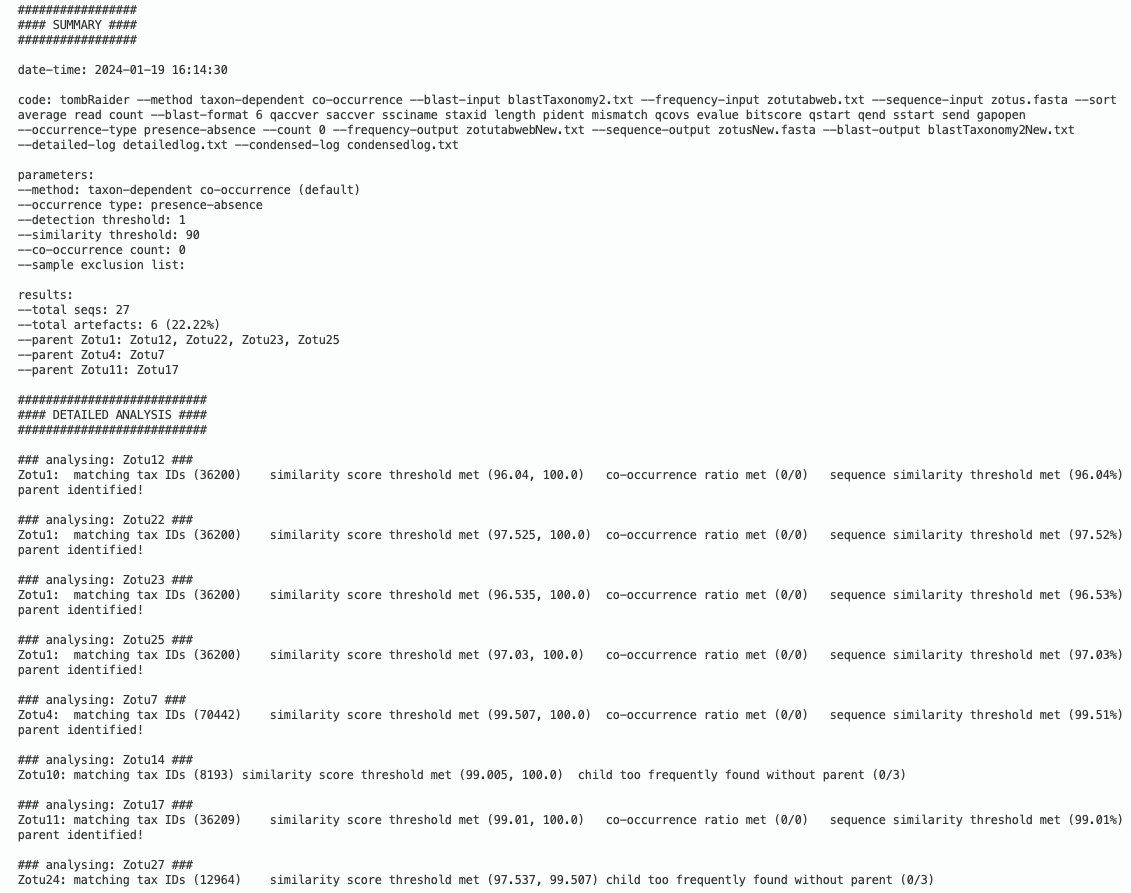 #################
#### SUMMARY ####
#################
date-time: 2024-01-19 16:14:30
code: tombRaider --method taxon-dependent co-occurrence --blast-input blastTaxonomy2.txt --frequency-input zotutabweb.txt --sequence-input zotus.fasta --sort
average read count --blast-format 6 qaccver saccver ssciname staxid length pident mismatch qcovs evalue bitscore qstart qend sstart send gapopen
--occurrence-type presence-absence --count 0 --frequency-output zotutabwebNew.txt --sequence-output zotusNew.fasta --blast-output blastTaxonomy2New.txt
--detailed-log detailedlog.txt --condensed-log condensedlog.txt
parameters:
--method: taxon-dependent co-occurrence (default)
--occurrence type: presence-absence
--detection threshold: 1
--similarity threshold: 90
--co-occurrence count: 0
--sample exclusion list:
results:
--total seqs: 27
--total artefacts: 6 (22.22%)
--parent Zotu1: Zotu12, Zotu22, Zotu23, Zotu25
--parent Zotu4: Zotu7
--parent Zotu11: Zotu17
###########################
#### DETAILED ANALYSIS ####
###########################
### analysing: Zotu12 ###
Zotu1:  matching tax IDs (36200)    similarity score threshold met (96.04, 100.0)   co-occurrence ratio met (0/0)   sequence similarity threshold met (96.04%)
parent identified!
### analysing: Zotu22 ###
Zotu1:  matching tax IDs (36200)    similarity score threshold met (97.525, 100.0)  co-occurrence ratio met (0/0)   sequence similarity threshold met (97.52%)
parent identified!
### analysing: Zotu23 ###
Zotu1:  matching tax IDs (36200)    similarity score threshold met (96.535, 100.0)  co-occurrence ratio met (0/0)   sequence similarity threshold met (96.53%)
parent identified!
### analysing: Zotu25 ###
Zotu1:  matching tax IDs (36200)    similarity score threshold met (97.03, 100.0)   co-occurrence ratio met (0/0)   sequence similarity threshold met (97.03%)
parent identified!
### analysing: Zotu7 ###
Zotu4:  matching tax IDs (70442)    similarity score threshold met (99.507, 100.0)  co-occurrence ratio met (0/0)   sequence similarity threshold met (99.51%)
parent identified!
### analysing: Zotu14 ###
Zotu10: matching tax IDs (8193) similarity score threshold met (99.005, 100.0)  child too frequently found without parent (0/3)
### analysing: Zotu17 ###
Zotu11: matching tax IDs (36209)    similarity score threshold met (99.01, 100.0)   co-occurrence ratio met (0/0)   sequence similarity threshold met (99.01%)
parent identified!
### analysing: Zotu27 ###
Zotu24: matching tax IDs (12964)    similarity score threshold met (97.537, 99.507) child too frequently found without parent (0/3)